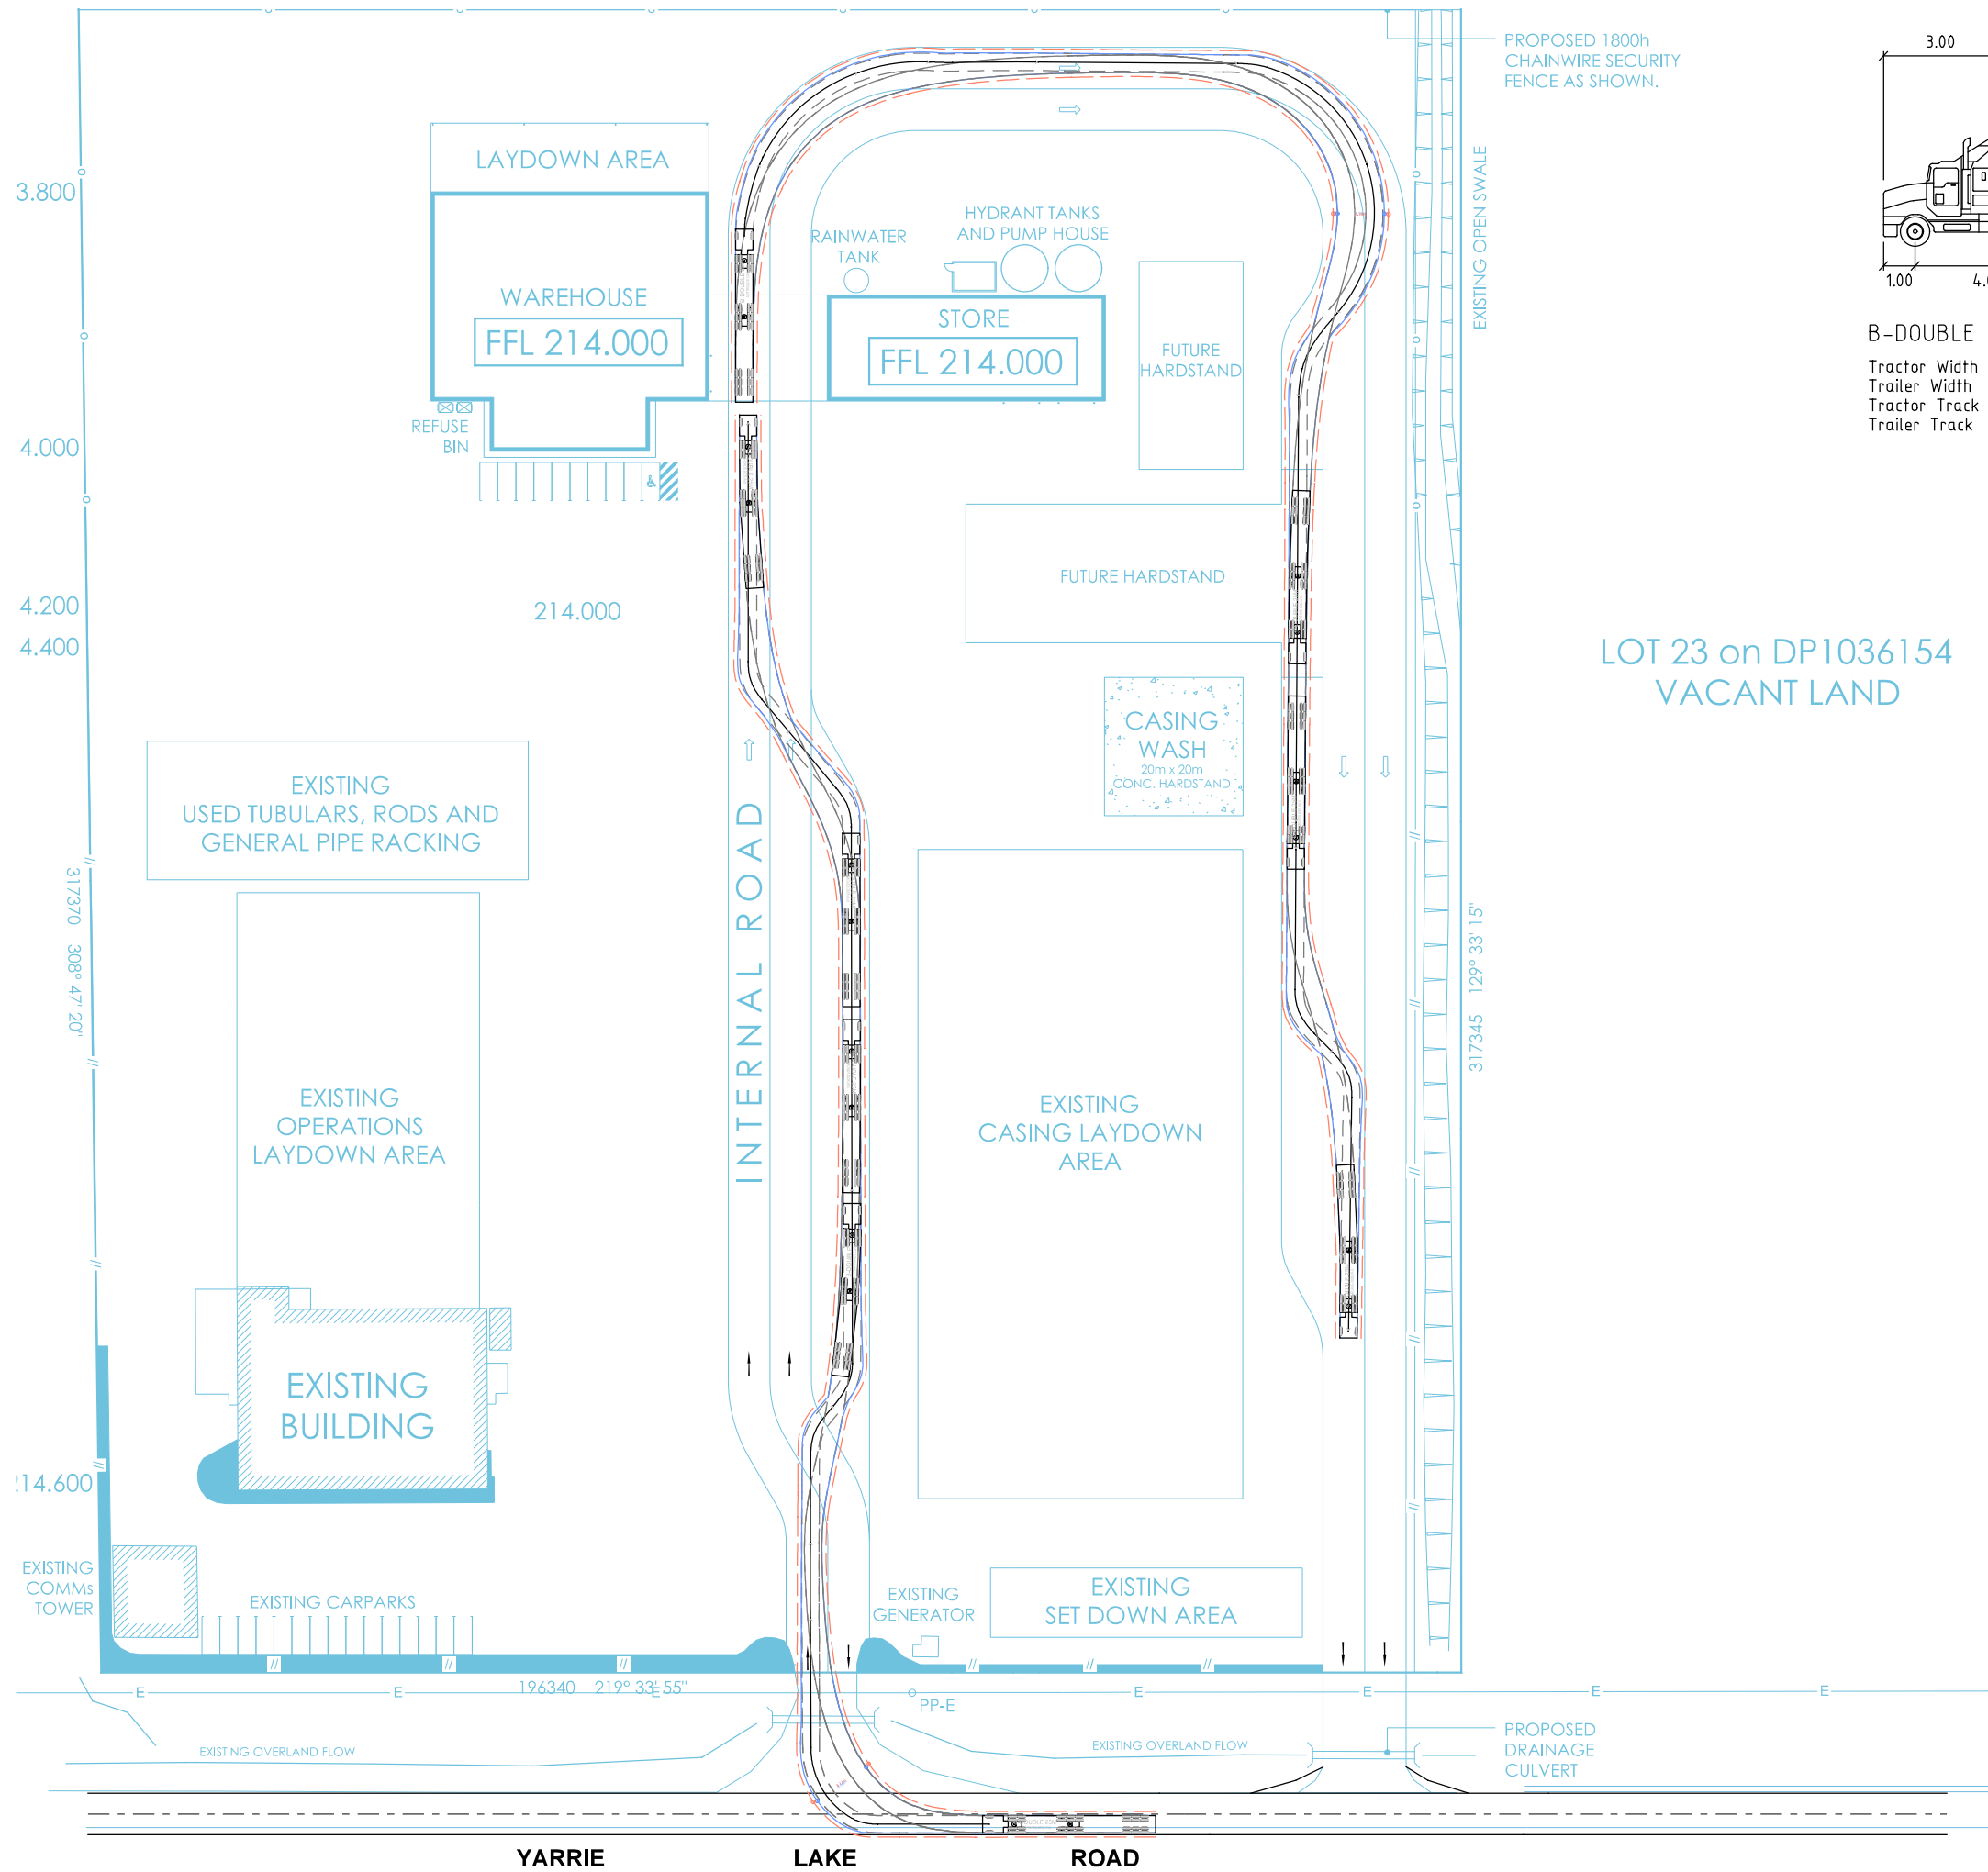 PROPOSED 1800h
CHAINWIRE SECURITY
FENCE AS SHOWN.
3.00
LAYDOWN AREA
3.800
WAREHOUSE
FFL 214.000
RAINWATER
TANK
HYDRANT TANKS
AND PUMP HOUSE
STORE
FFL 214.000
FUTURE
HARDSTAND
EXISTING OPEN SWALE
1.00
B-DOUBLE
Tractor Width
Trailer Width
Tractor Track
Trailer Track
REFUSE
BIN
4.000
4.200
4.400
214.000
FUTURE HARDSTAND
LOT 23 on DP1036154
VACANT LAND
CASING
WASH
20m x 20m
CONC. HARDSTAND
EXISTING
USED TUBULARS, RODS AND
GENERAL PIPE RACKING
317370 308° 47' 20"
INTERNAL ROAD
317345 129° 33' 15"
EXISTING
OPERATIONS
LAYDOWN AREA
EXISTING
CASING LAYDOWN
AREA
EXISTING
BUILDING
14.600
EXISTING
COMMs
TOWER
EXISTING CARPARKS
EXISTING
GENERATOR
EXISTING
SET DOWN AREA
E E E E E E E
196340 219° 33' 55"
PP-E
EXISTING OVERLAND FLOW
EXISTING OVERLAND FLOW
PROPOSED
DRAINAGE
CULVERT
YARRIE LAKE ROAD